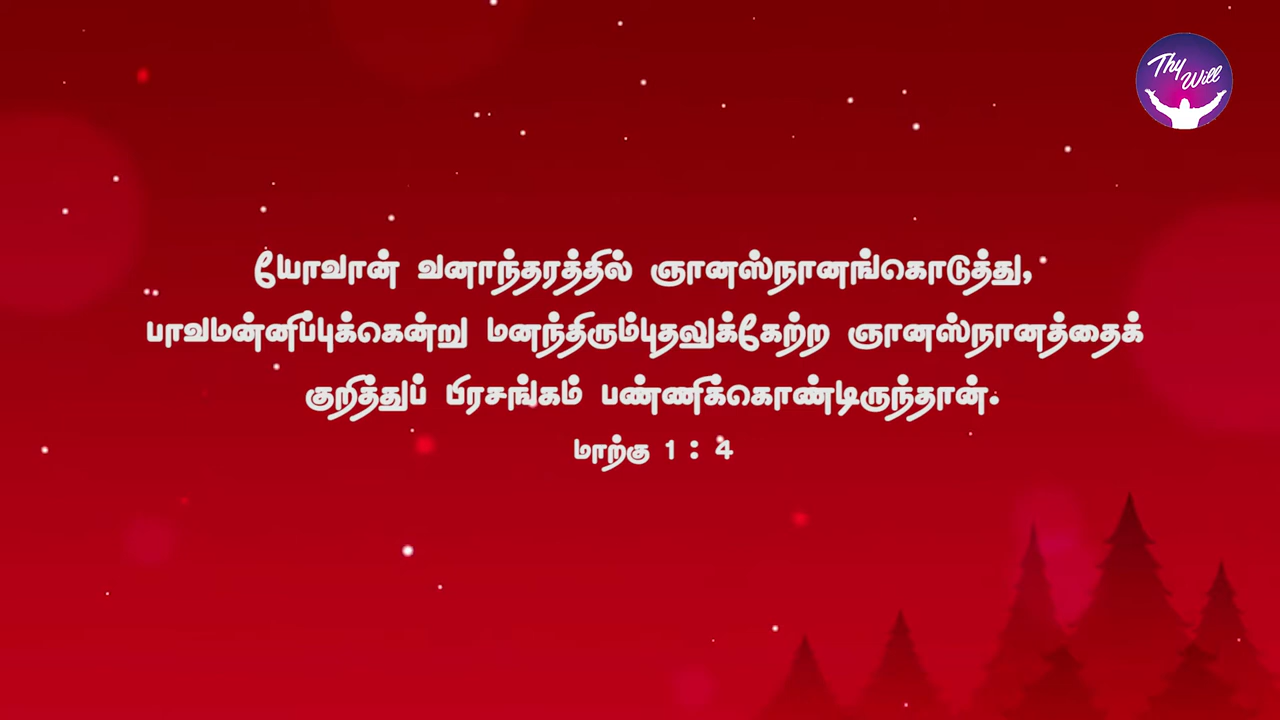 Thy Will
யோவான் வனாந்தரத்தில் ஞானஸ்நானங்கொடுத்து,
பாவமன்னிப்புக்கென்று மனந்திரும்புதலுக்கேற்ற ஞானஸ்நானத்தைக்
குறித்துப் பிரசங்கம் பண்ணிக்கொண்டிருந்தான்.
மாற்கு 1 : 4